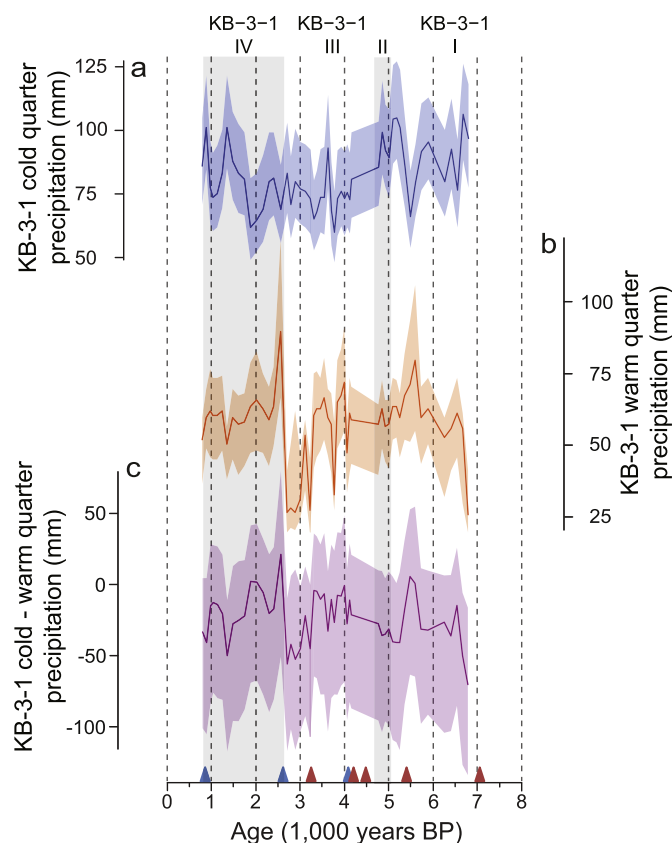 KB−3−1 KB−3−1 KB−3−1
IV III II I
a
125
100
75
50
KB-3-1 cold quarter
precipitation (mm)
b
100
75
50
25
KB-3-1 warm quarter
precipitation (mm)
c
50
0
-50
-100
KB-3-1 cold - warm quarter
precipitation (mm)
0 1 2 3 4 5 6 7 8
Age (1,000 years BP)